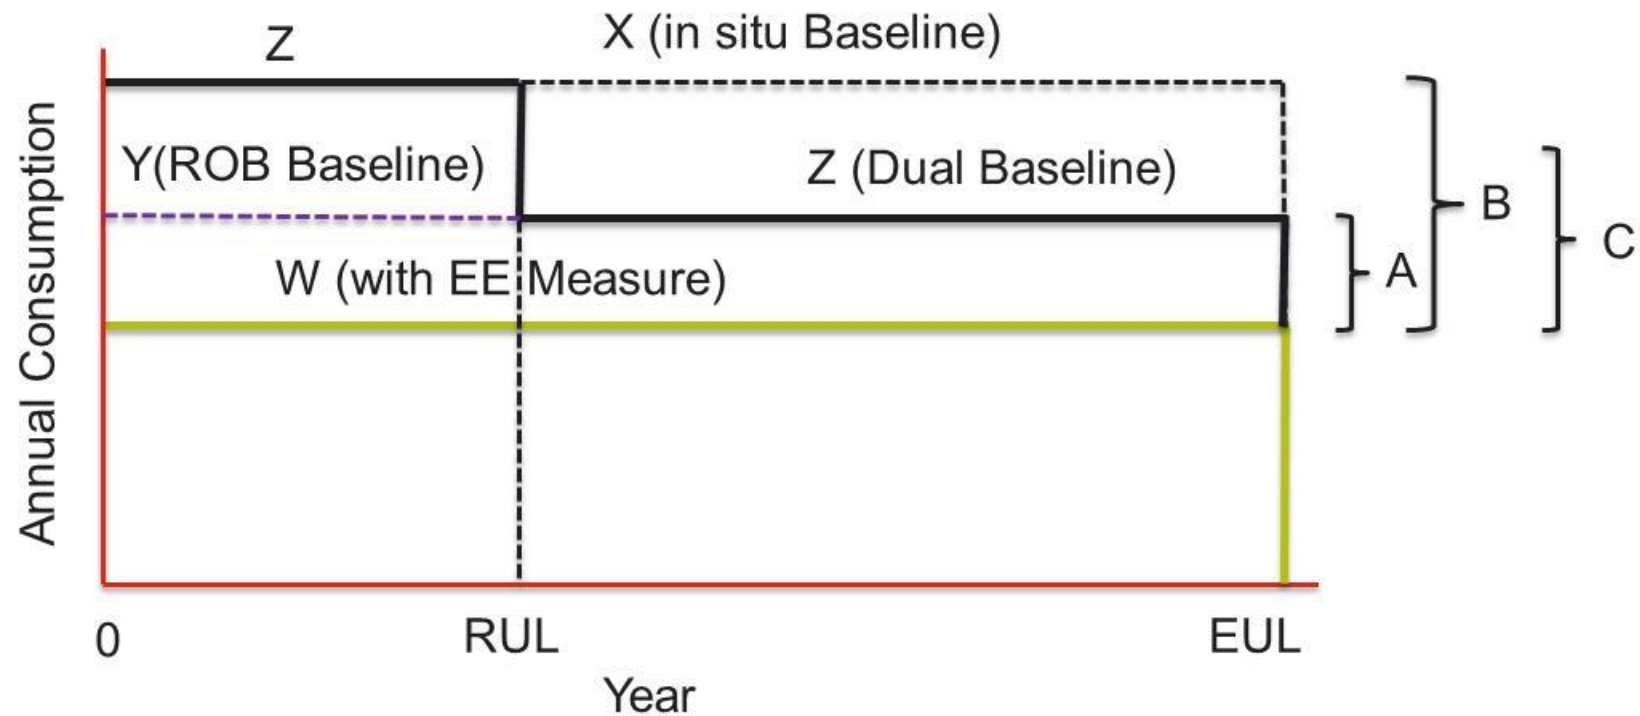 Z
X (in situ Baseline)
Y(ROB Baseline)
Z (Dual Baseline)
W (with EE Measure)
A
B
C
Annual Consumption
0
RUL
EUL
Year